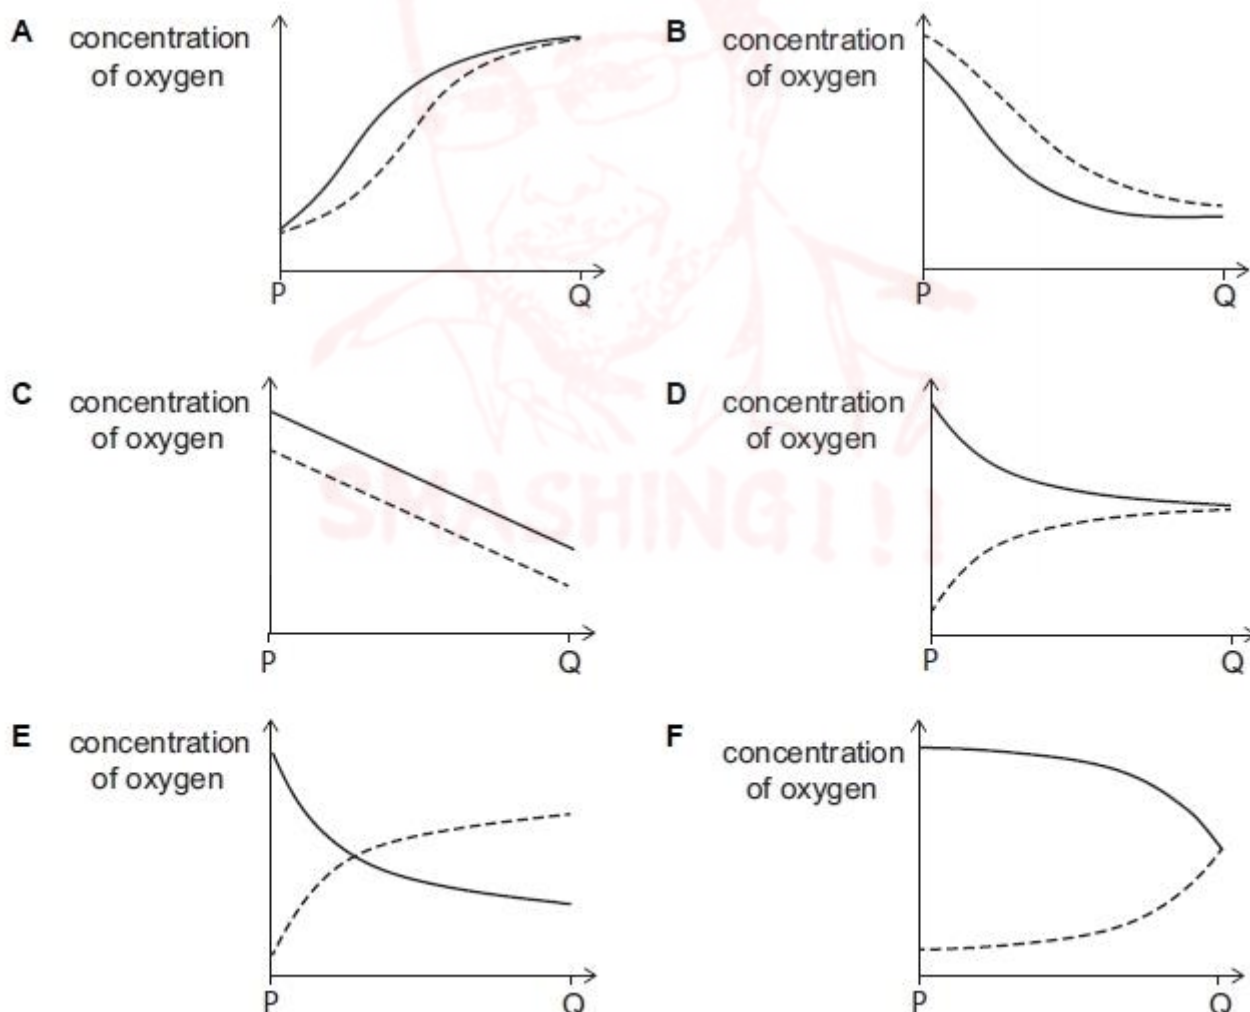 A
concentration
of oxygen
P
Q
B
concentration
of oxygen
P
Q
C
concentration
of oxygen
P
Q
D
concentration
of oxygen
P
Q
SMASHING!!!
E
concentration
of oxygen
P
Q
F
concentration
of oxygen
P
Q